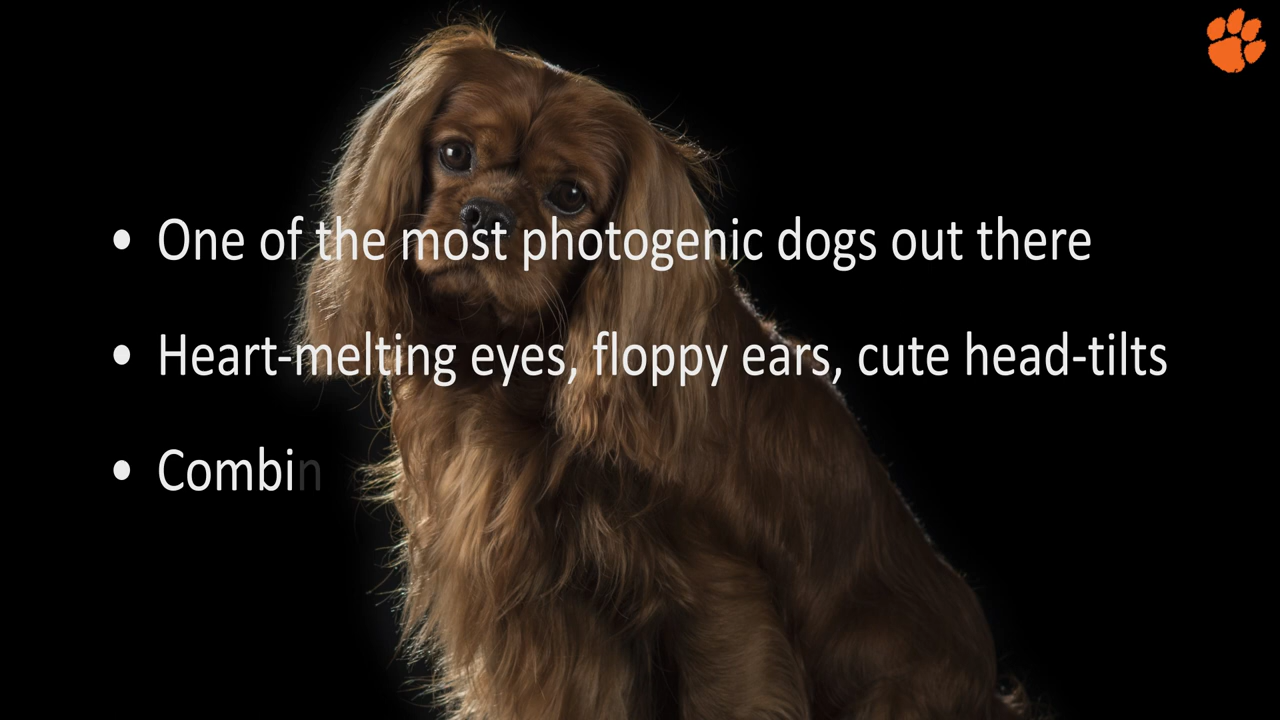 • One of the most photogenic dogs out there
• Heart-melting eyes, floppy ears, cute head-tilts
• Combin